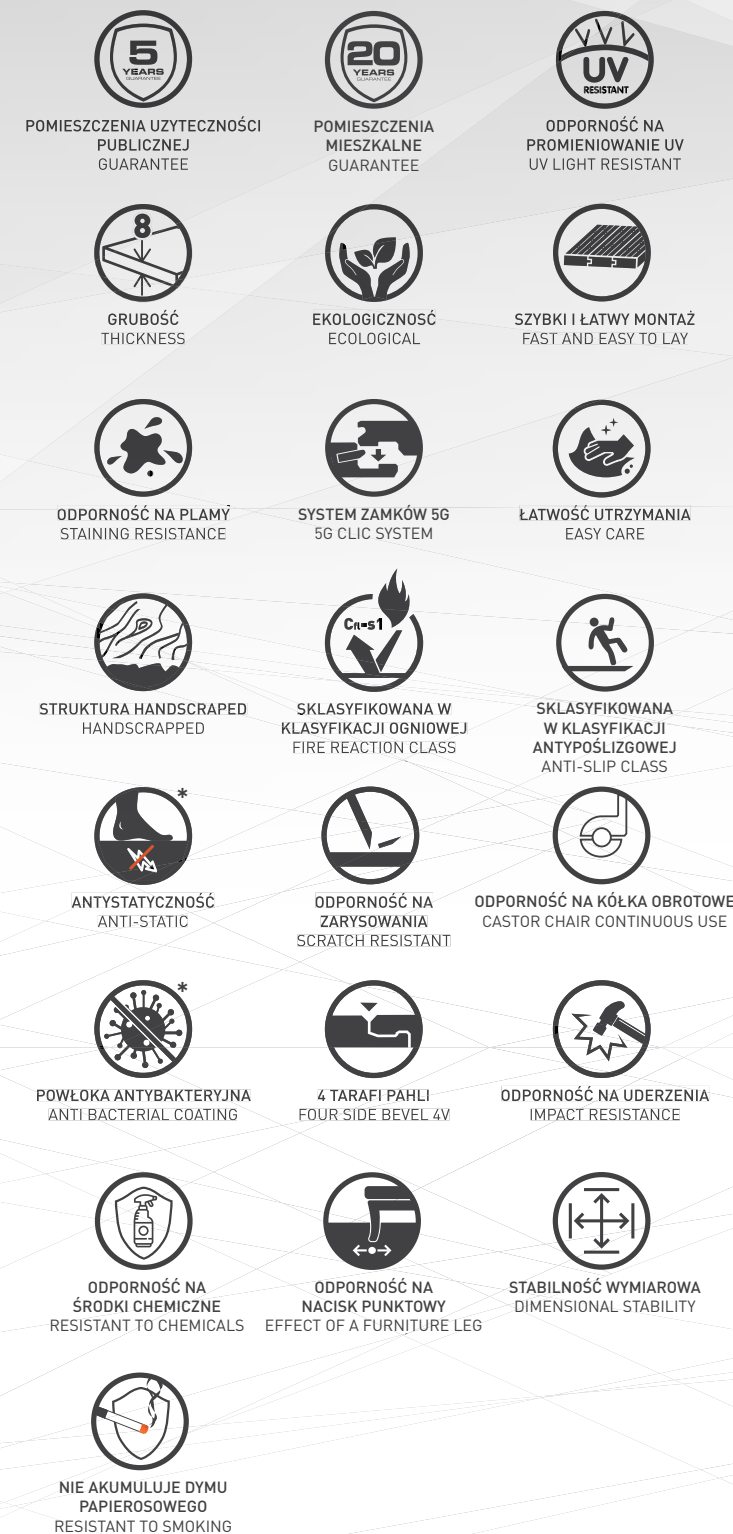 5
YEARS
GUARANTEE
POMIESZCZENIA UZYTECZNOŚCI
PUBLICZNEJ
GUARANTEE
20
YEARS
GUARANTEE
POMIESZCZENIA
MIESZKALNE
GUARANTEE
UV
RESISTANT
ODPORNOŚĆ NA
PROMIENIOWANIE UV
UV LIGHT RESISTANT
8
GRUBOŚĆ
THICKNESS
EKOLOGICZNOSĆ
ECOLOGICAL
SZYBKI I ŁATWY MONTAŻ
FAST AND EASY TO LAY
ODPORNOŚĆ NA PLAMY
STAINING RESISTANCE
SYSTEM ZAMKÓW 5G
5G CLIC SYSTEM
ŁATWOŚĆ UTRZYMANIA
EASY CARE
STRUKTURA HANDSCRAPED
HANDSCRAPPED
Cfl-s1
SKLASYFIKOWANA W
KLASYFIKACJI OGNIOWEJ
FIRE REACTION CLASS
SKLASYFIKOWANA
W KLASYFIKACJI
ANTYPOŚLIZGOWEJ
ANTI-SLIP CLASS
*
ANTYSTATYCZNOŚĆ
ANTI-STATIC
ODPORNOŚĆ NA
ZARYSOWANIA
SCRATCH RESISTANT
ODPORNOŚĆ NA KÓŁKA OBROTOWE
CASTOR CHAIR CONTINUOUS USE
*
POWŁOKA ANTYBAKTERYJNA
ANTI BACTERIAL COATING
4 TARAFI PAHLI
FOUR SIDE BEVEL 4V
ODPORNOŚĆ NA UDERZENIA
IMPACT RESISTANCE
ODPORNOŚĆ NA
ŚRODKI CHEMICZNE
RESISTANT TO CHEMICALS
ODPORNOŚĆ NA
NACISK PUNKTOWY
EFFECT OF A FURNITURE LEG
STABILNOŚĆ WYMIAROWA
DIMENSIONAL STABILITY
NIE AKUMULUJE DYMU
PAPIEROSOWEGO
RESISTANT TO SMOKING